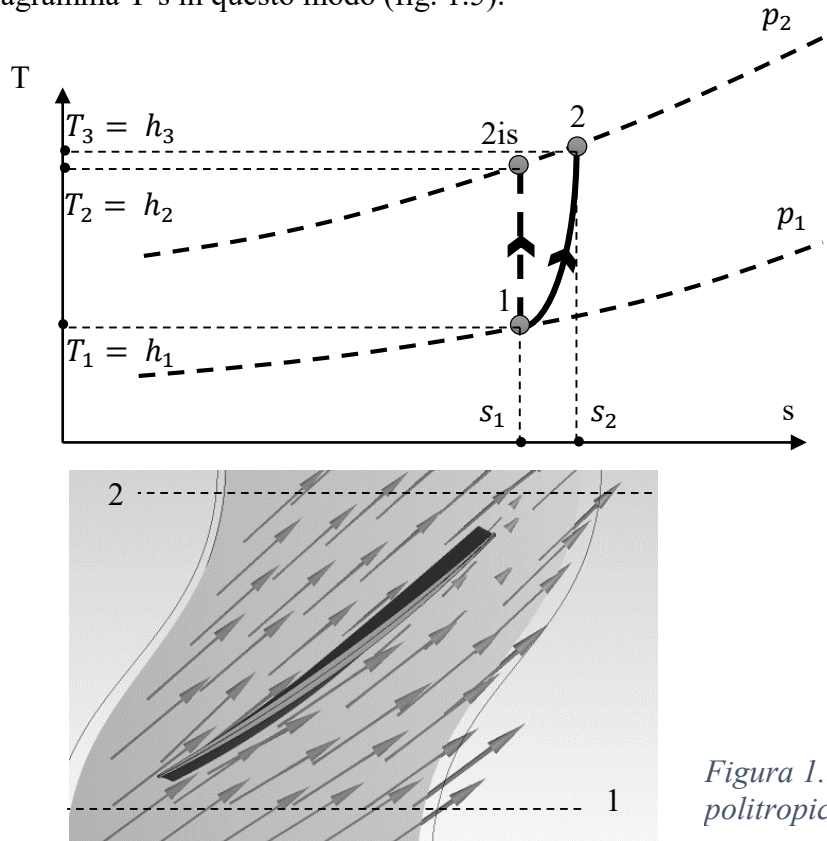 T-s in questo modo (fig. 1.5).
p₂
T
T₃ = h₃
2is
2
T₂ = h₂
p₁
1
T₁ = h₁
s₁
s₂
s
2
1
Figura 1.
politropic